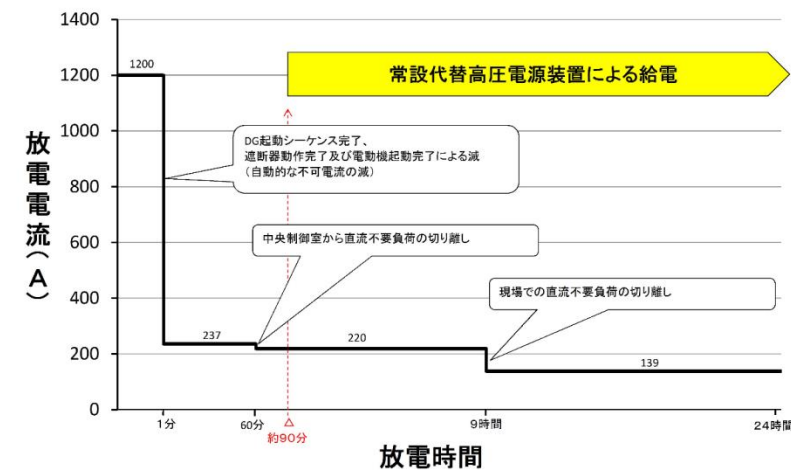 1400
1200
1000
800
600
400
200
0
放電電流(A)
1200
常設代替高圧電源装置による給電
DG起動シーケンス完了、
遮断器動作完了及び電動機起動完了による減
(自動的な不可電流の減)
中央制御室から直流不要負荷の切り離し
現場での直流不要負荷の切り離し
237
220
139
1分
60分
約90分
9時間
24時間
放電時間